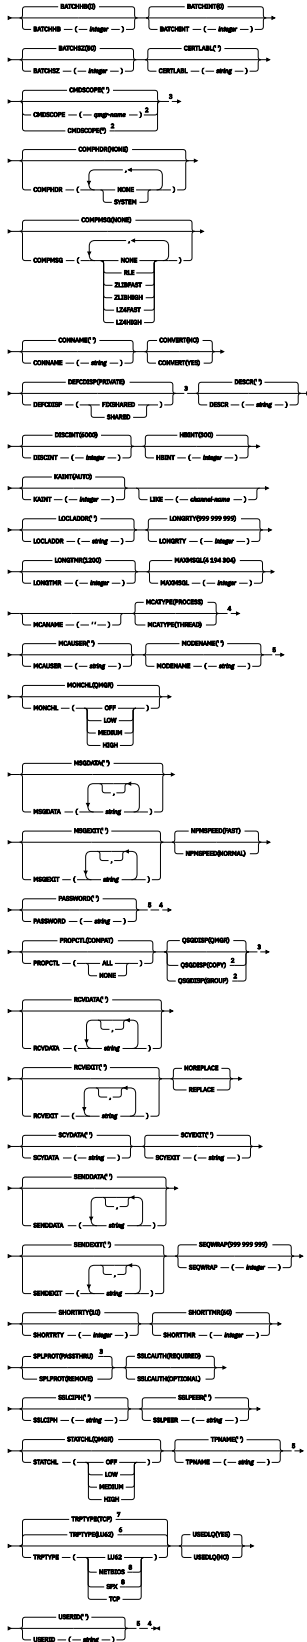 BATCHHB(0) BATCHINT(0)
BATCHHB — ( — integer — ) BATCHINT — ( — integer — )
BATCHSZ(50) CERTLABL(' ')
BATCHSZ — ( — integer — ) CERTLABL — ( — string — )
CMDSCOPE(' ') 3
CMDSCOPE — ( — qmgr-name — ) 2
CMDSCOPE(*) 2
COMPHDR(NONE)
,
COMPHDR — ( NONE )
SYSTEM
COMPMSG(NONE)
,
COMPMSG — ( NONE )
RLE
ZLIBFAST
ZLIBHIGH
LZ4FAST
LZ4HIGH
CONNAME(' ') CONVERT(NO)
CONNAME — ( — string — ) CONVERT(YES)
DEFCDISP(PRIVATE) 3 DESCR(' ')
DEFCDISP — ( FIXSHARED ) DESCR — ( — string — )
SHARED
DISCINT(6000) HBINT(300)
DISCINT — ( — integer — ) HBINT — ( — integer — )
KAINT(AUTO)
KAINT — ( — integer — ) LIKE — ( — channel-name — )
LOCLADDR(' ') LONGRTY(999 999 999)
LOCLADDR — ( — string — ) LONGRTY — ( — integer — )
LONGTMR(1200) MAXMSGL(4 194 304)
LONGTMR — ( — integer — ) MAXMSGL — ( — integer — )
MCATYPE(PROCESS) 4
MCANAME — ( — ' ' — ) MCATYPE(THREAD)
MCAUSER(' ') MODENAME(' ') 5
MCAUSER — ( — string — ) MODENAME — ( — string — )
MONCHL(QMGR)
MONCHL — ( OFF )
LOW
MEDIUM
HIGH
MSGDATA(' ')
,
MSGDATA — ( string )
MSGEXIT(' ') NPMSPEED(FAST)
, NPMSPEED(NORMAL)
MSGEXIT — ( string )
PASSWORD(' ') 5 4
PASSWORD — ( — string — )
PROPCTL(COMPAT) QSGDISP(QMGR) 3
PROPCTL — ( ALL ) QSGDISP(COPY) 2
NONE QSGDISP(GROUP) 2
RCVDATA(' ')
,
RCVDATA — ( string )
RCVEXIT(' ') NOREPLACE
, REPLACE
RCVEXIT — ( string )
SCYDATA(' ') SCYEXIT(' ')
SCYDATA — ( — string — ) SCYEXIT — ( — string — )
SENDDATA(' ')
,
SENDDATA — ( string )
SENDEXIT(' ') SEQWRAP(999 999 999)
, SEQWRAP — ( — integer — )
SENDEXIT — ( string )
SHORTRTY(10) SHORTTMR(60)
SHORTRTY — ( — integer — ) SHORTTMR — ( — integer — )
SPLPROT(PASSTHRU) 3 SSLCAUTH(REQUIRED)
SPLPROT(REMOVE) SSLCAUTH(OPTIONAL)
SSLCIPH(' ') SSLPEER(' ')
SSLCIPH — ( — string — ) SSLPEER — ( — string — )
STATCHL(QMGR) TPNAME(' ') 5
STATCHL — ( OFF ) TPNAME — ( — string — )
LOW
MEDIUM
HIGH
TRPTYPE(TCP) 7
TRPTYPE(LU62) 6 USEDLQ(YES)
TRPTYPE — ( LU62 ) USEDLQ(NO)
NETBIOS 8
SPX 8
TCP
USERID(' ') 5 4
USERID — ( — string — )